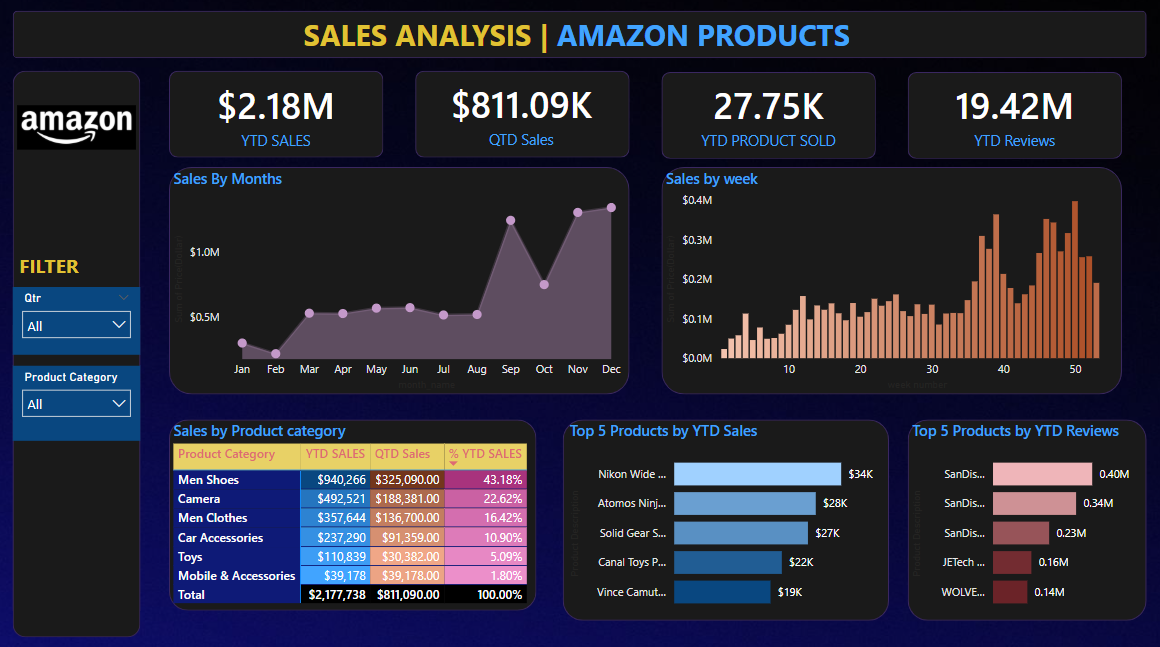 SALES ANALYSIS | AMAZON PRODUCTS
amazon
$2.18M
YTD SALES
$811.09K
QTD Sales
27.75K
YTD PRODUCT SOLD
19.42M
YTD Reviews
FILTER
Qtr
All
Product Category
All
Sales By Months
$1.0M
$0.5M
Jan Feb Mar Apr May Jun Jul Aug Sep Oct Nov Dec
Sales by week
$0.4M
$0.3M
$0.2M
$0.1M
$0.0M
10 20 30 40 50
Sales by Product category
Product Category YTD SALES QTD Sales % YTD SALES
Men Shoes $940,266 $325,090.00 43.18%
Camera $492,521 $188,381.00 22.62%
Men Clothes $357,644 $136,700.00 16.42%
Car Accessories $237,290 $91,359.00 10.90%
Toys $110,839 $30,382.00 5.09%
Mobile & Accessories $39,178 $39,178.00 1.80%
Total $2,177,738 $811,090.00 100.00%
Top 5 Products by YTD Sales
Nikon Wide ... $34K
Atomos Ninj... $28K
Solid Gear S... $27K
Canal Toys P... $22K
Vince Camut... $19K
Product Description
Top 5 Products by YTD Reviews
SanDis... 0.40M
SanDis... 0.34M
SanDis... 0.23M
JETech ... 0.16M
WOLVE... 0.14M
Product Description